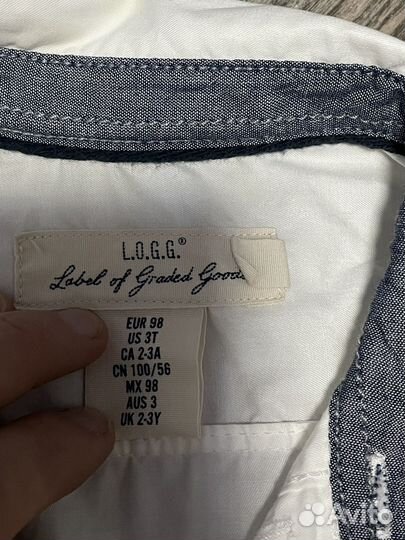 L.O.G.G.®
Label of Graded Goods
EUR 98
US 3T
CA 2-3A
CN 100/56
MX 98
AUS 3
UK 2-3Y
Avito